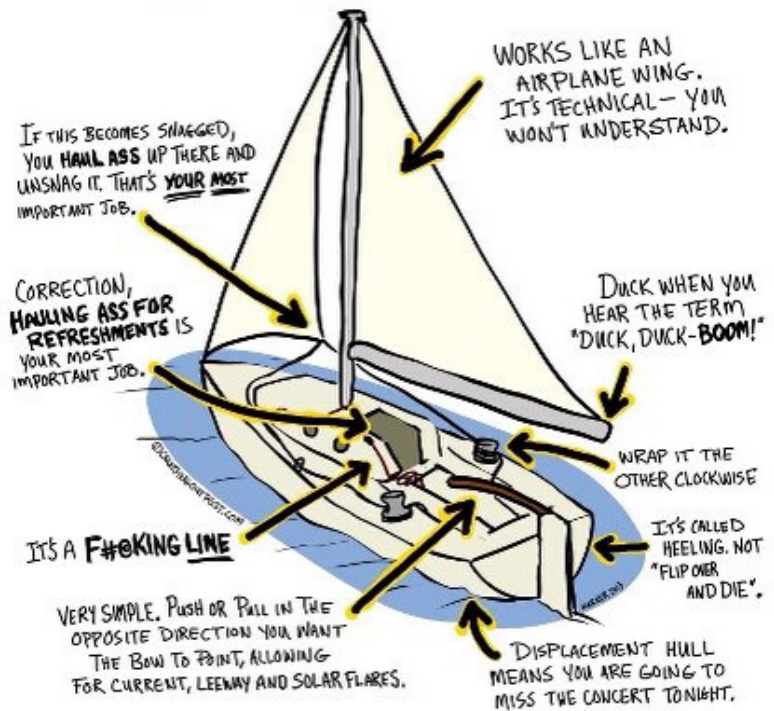 WORKS LIKE AN
AIRPLANE WING.
IT'S TECHNICAL — YOU
WON'T UNDERSTAND.
IF THIS BECOMES SNAGGED,
YOU HAUL ASS UP THERE AND
UNSNAG IT. THAT'S YOUR MOST
IMPORTANT JOB.
CORRECTION,
HAULING ASS FOR
REFRESHMENTS IS
YOUR MOST
IMPORTANT JOB.
DUCK WHEN YOU
HEAR THE TERM
"DUCK, DUCK-BOOM!"
WRAP IT THE
OTHER CLOCKWISE
IT'S A F#@KING LINE
IT'S CALLED
HEELING. NOT
"FLIP OVER
AND DIE".
VERY SIMPLE. PUSH OR PULL IN THE
OPPOSITE DIRECTION YOU WANT
THE BOW TO POINT, ALLOWING
FOR CURRENT, LEEWAY AND SOLAR FLARES.
DISPLACEMENT HULL
MEANS YOU ARE GOING TO
MISS THE CONCERT TONIGHT.